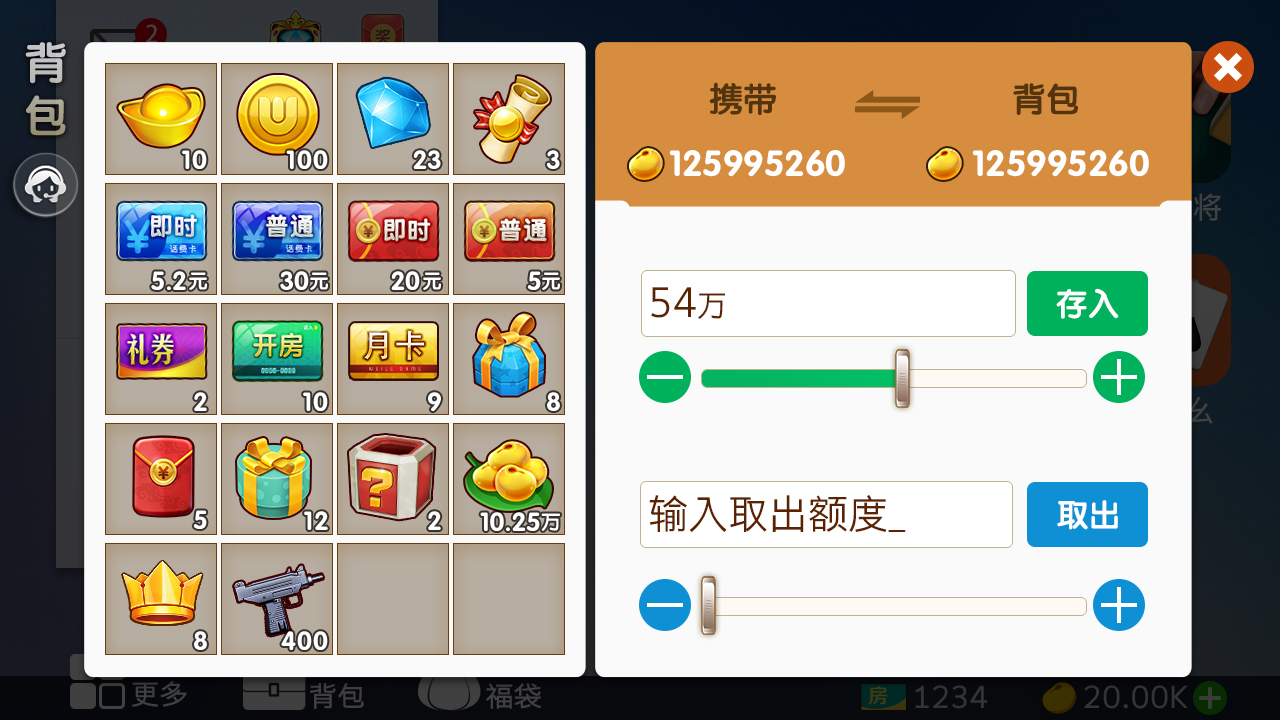 2
奖
背包
10
100
23
3
即时
话费卡
5.2元
普通
话费卡
30元
即时
20元
普通
5元
礼券
2
开房
10
月卡
9
8
5
12
?
2
10.25万
8
400
携带
背包
125995260
125995260
54万
存入
输入取出额度_
取出
将
更多
背包
福袋
房
1234
20.00K